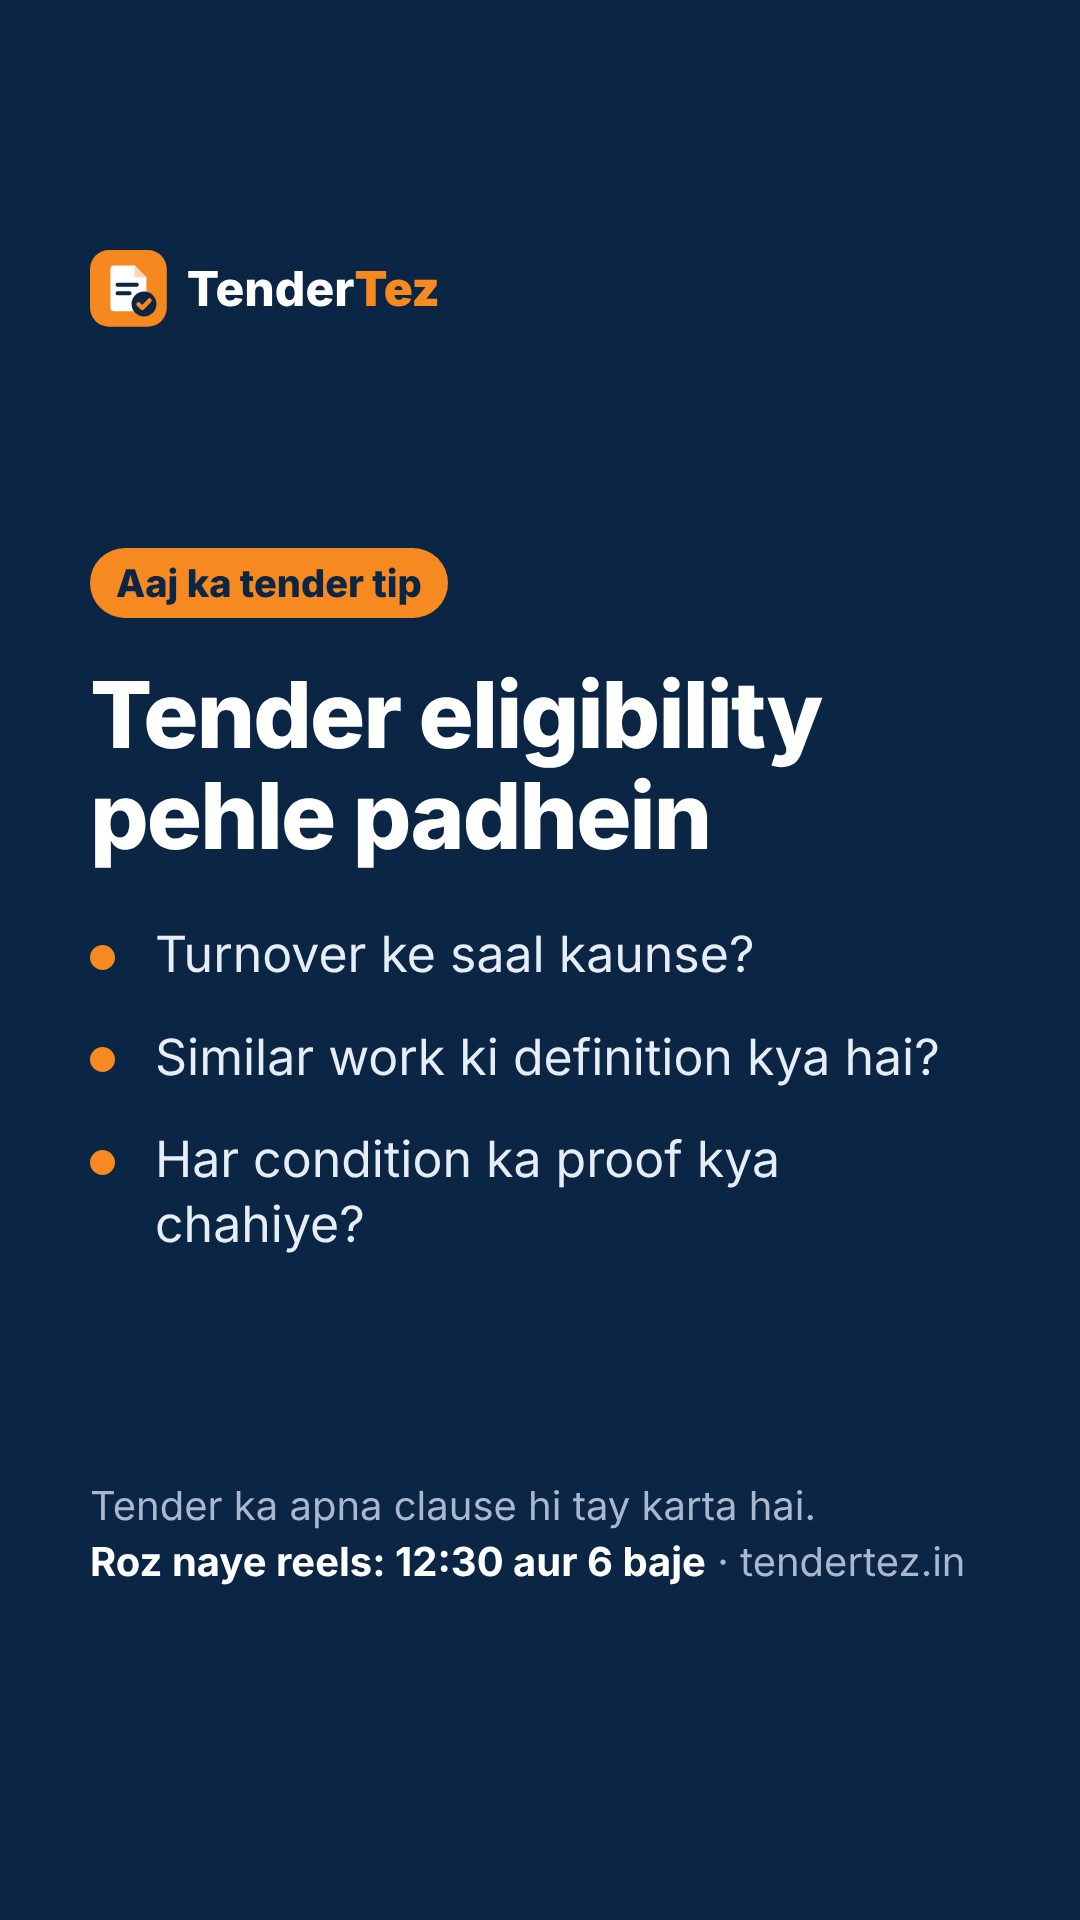 TenderTez
Aaj ka tender tip
Tender eligibility
pehle padhein
Turnover ke saal kaunse?
Similar work ki definition kya hai?
Har condition ka proof kya
chahiye?
Tender ka apna clause hi tay karta hai.
Roz naye reels: 12:30 aur 6 baje · tendertez.in